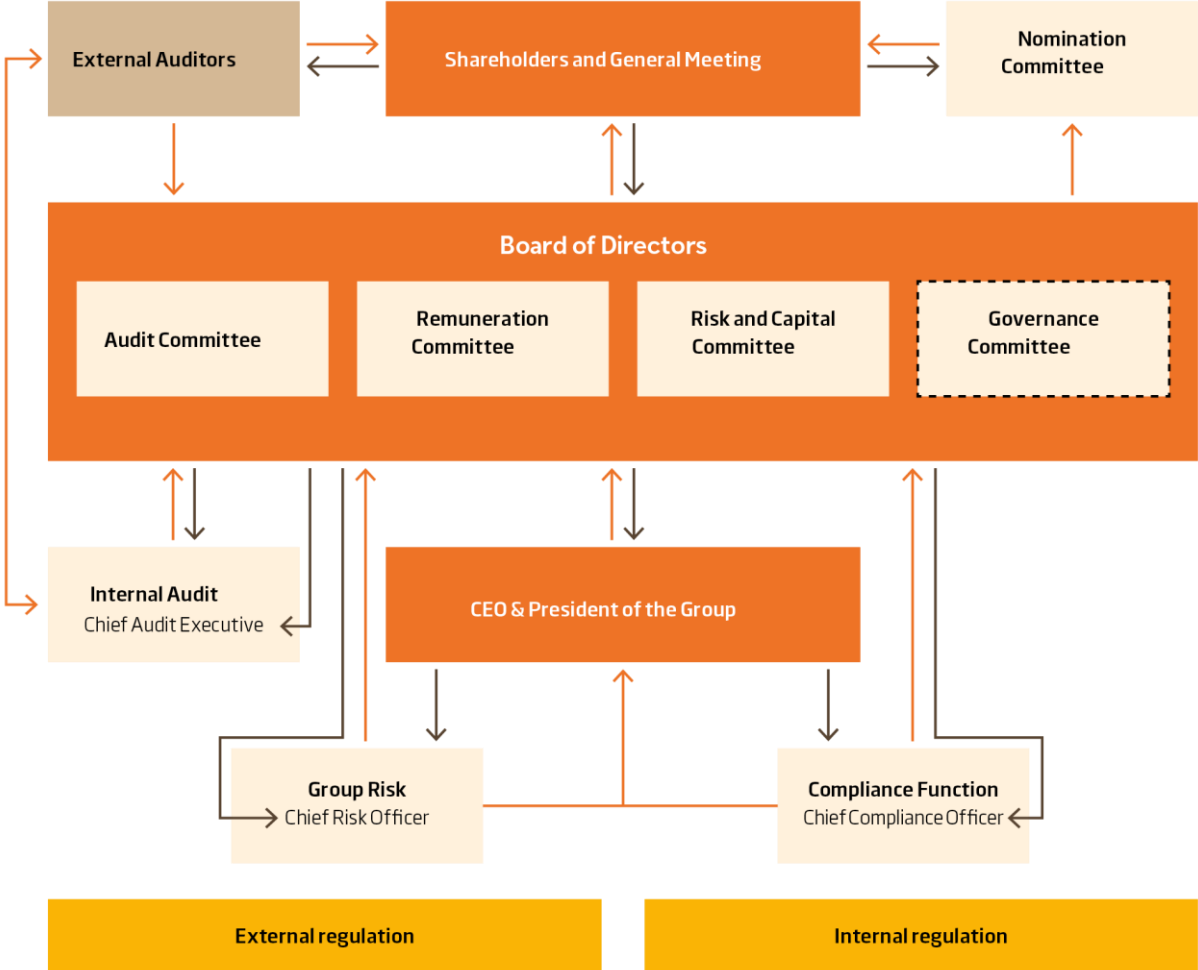 External Auditors
Shareholders and General Meeting
Nomination
Committee
Board of Directors
Audit Committee
Remuneration
Committee
Risk and Capital
Committee
Governance
Committee
Internal Audit
Chief Audit Executive
CEO & President of the Group
Group Risk
Chief Risk Officer
Compliance Function
Chief Compliance Officer
External regulation
Internal regulation